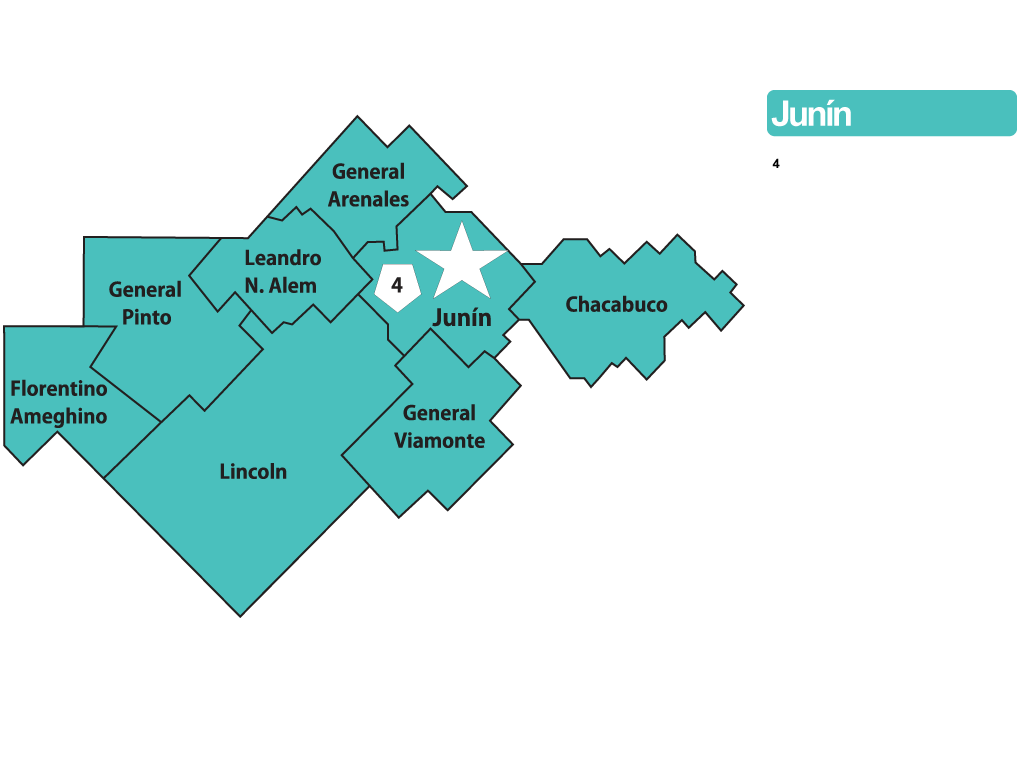 Junín
4
General
Arenales
Leandro
N. Alem
General
Pinto
4
Junín
Chacabuco
Florentino
Ameghino
General
Viamonte
Lincoln